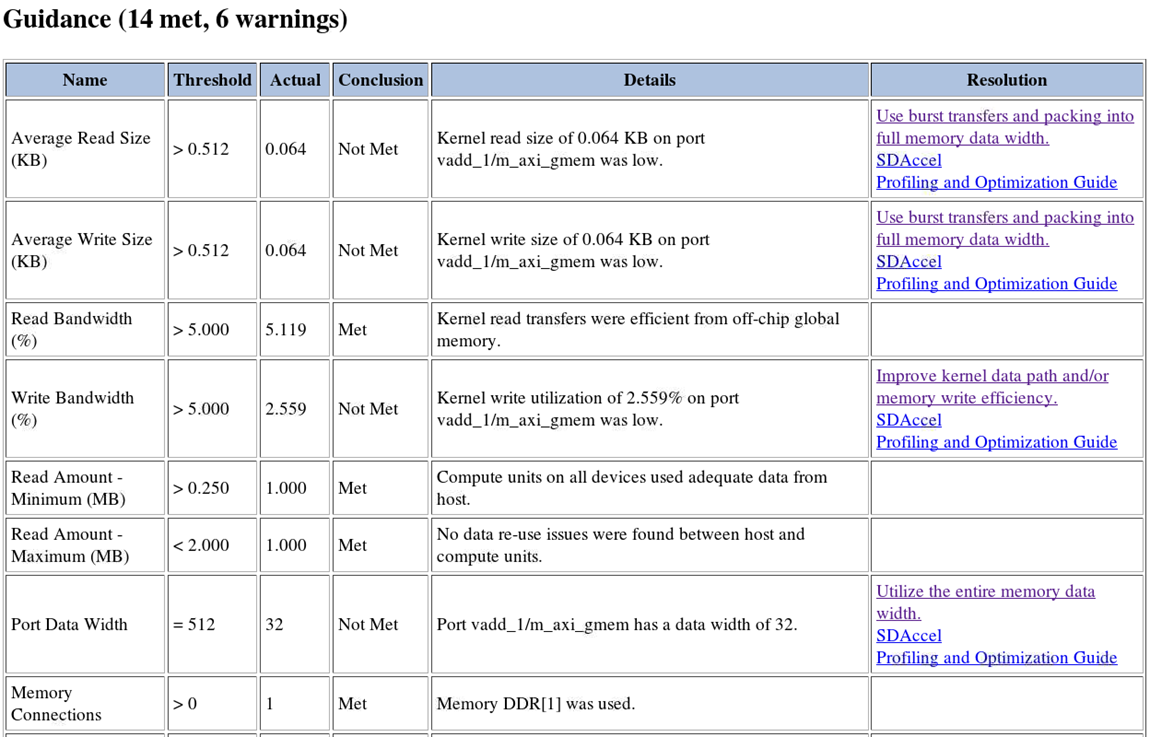 Guidance (14 met, 6 warnings)
Name Threshold Actual Conclusion Details Resolution
Average Read Size (KB) > 0.512 0.064 Not Met Kernel read size of 0.064 KB on port vadd_1/m_axi_gmem was low. Use burst transfers and packing into full memory data width. SDAccel Profiling and Optimization Guide
Average Write Size (KB) > 0.512 0.064 Not Met Kernel write size of 0.064 KB on port vadd_1/m_axi_gmem was low. Use burst transfers and packing into full memory data width. SDAccel Profiling and Optimization Guide
Read Bandwidth (%) > 5.000 5.119 Met Kernel read transfers were efficient from off-chip global memory.
Write Bandwidth (%) > 5.000 2.559 Not Met Kernel write utilization of 2.559% on port vadd_1/m_axi_gmem was low. Improve kernel data path and/or memory write efficiency. SDAccel Profiling and Optimization Guide
Read Amount - Minimum (MB) > 0.250 1.000 Met Compute units on all devices used adequate data from host.
Read Amount - Maximum (MB) < 2.000 1.000 Met No data re-use issues were found between host and compute units.
Port Data Width = 512 32 Not Met Port vadd_1/m_axi_gmem has a data width of 32. Utilize the entire memory data width. SDAccel Profiling and Optimization Guide
Memory Connections > 0 1 Met Memory DDR[1] was used.